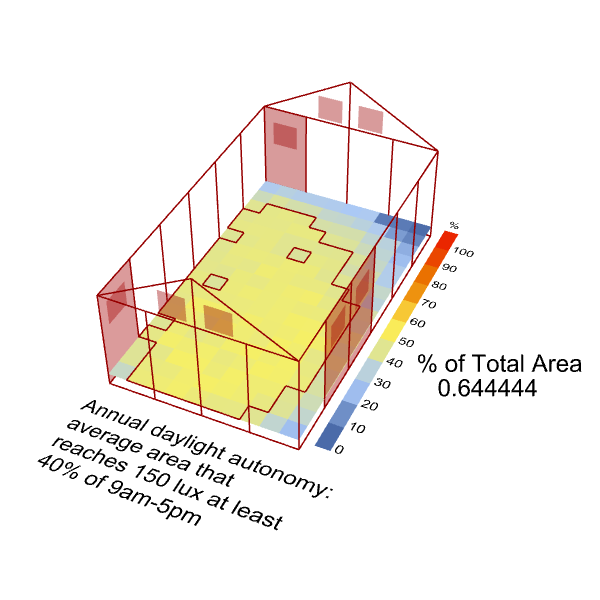 %
100
90
80
70
60
50
40
30
20
10
0
% of Total Area
0.644444
Annual daylight autonomy:
average area that
reaches 150 lux at least
40% of 9am-5pm